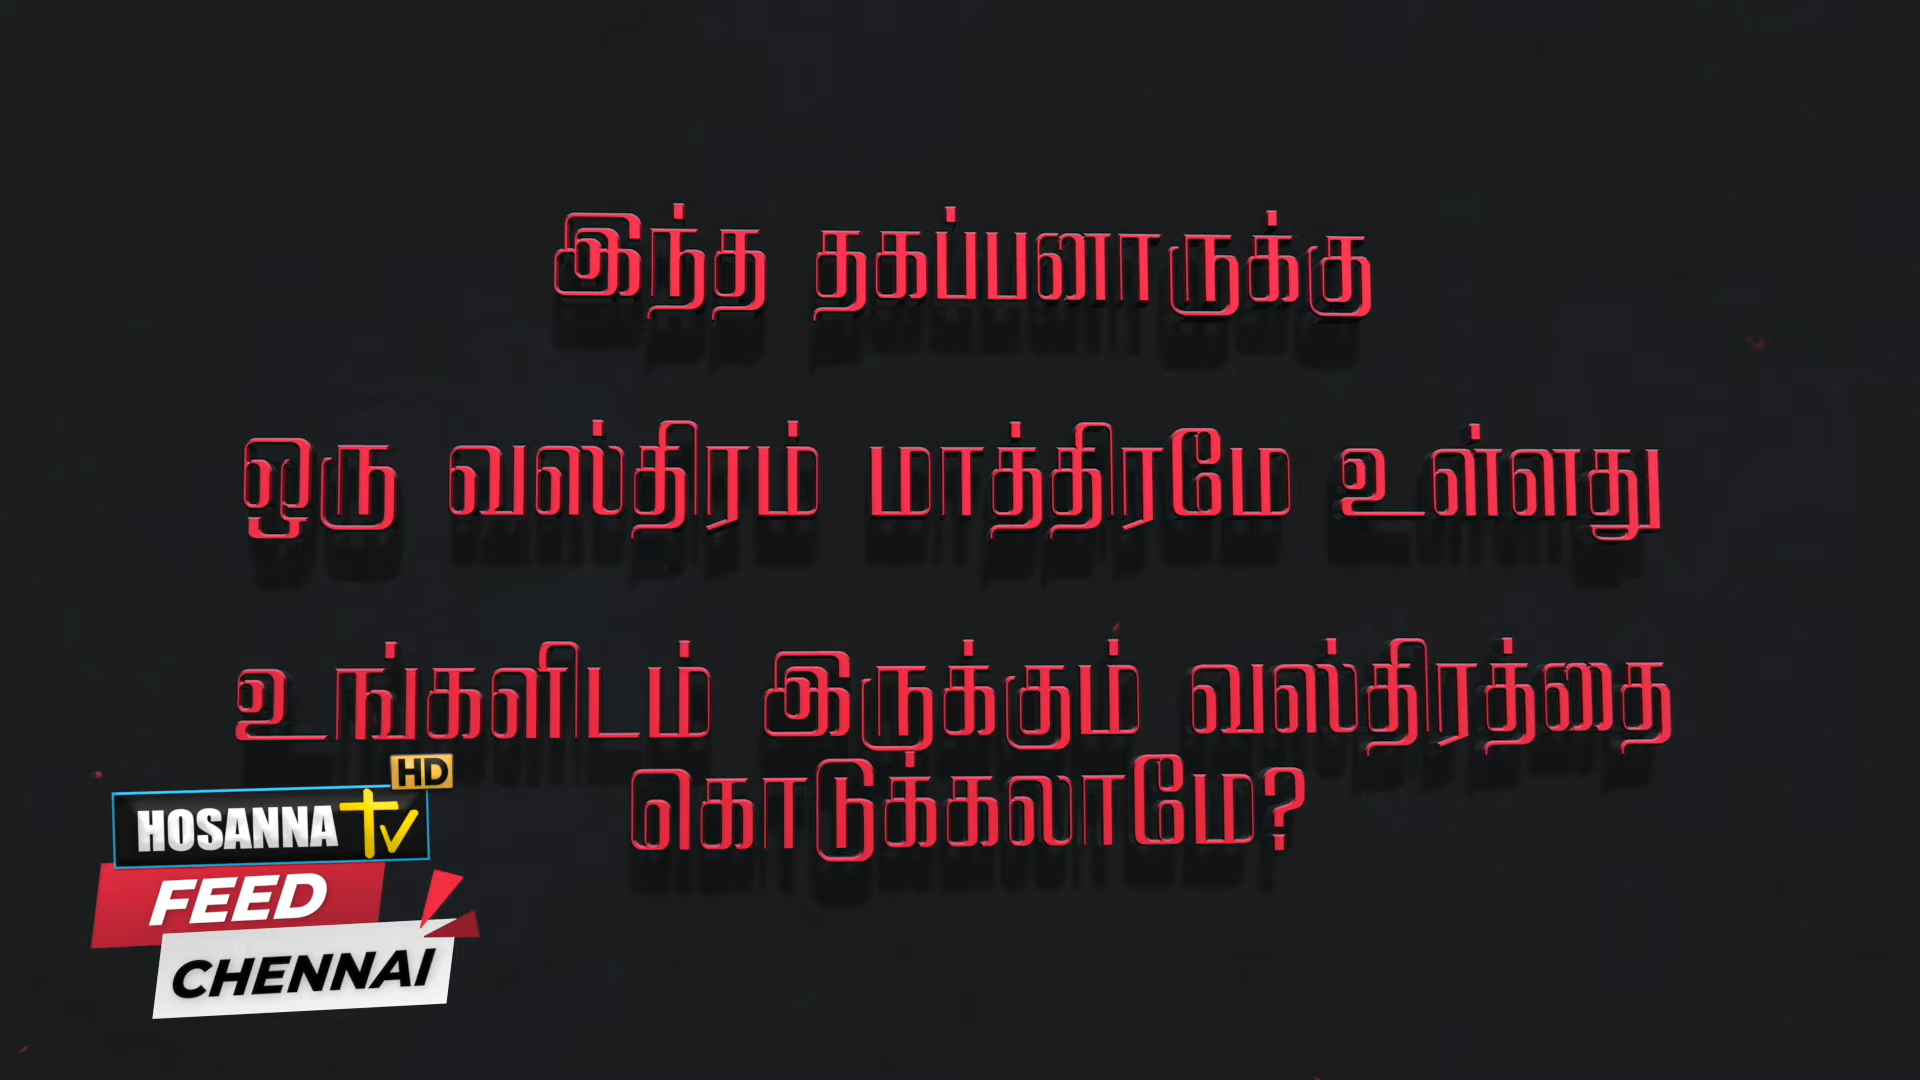 இந்த தகப்பனாருக்கு
ஒரு வஸ்திரம் மாத்திரமே உள்ளது
உங்களிடம் இருக்கும் வஸ்திரத்தை
கொடுக்கலாமே?
HD
HOSANNA TV
FEED
CHENNAI